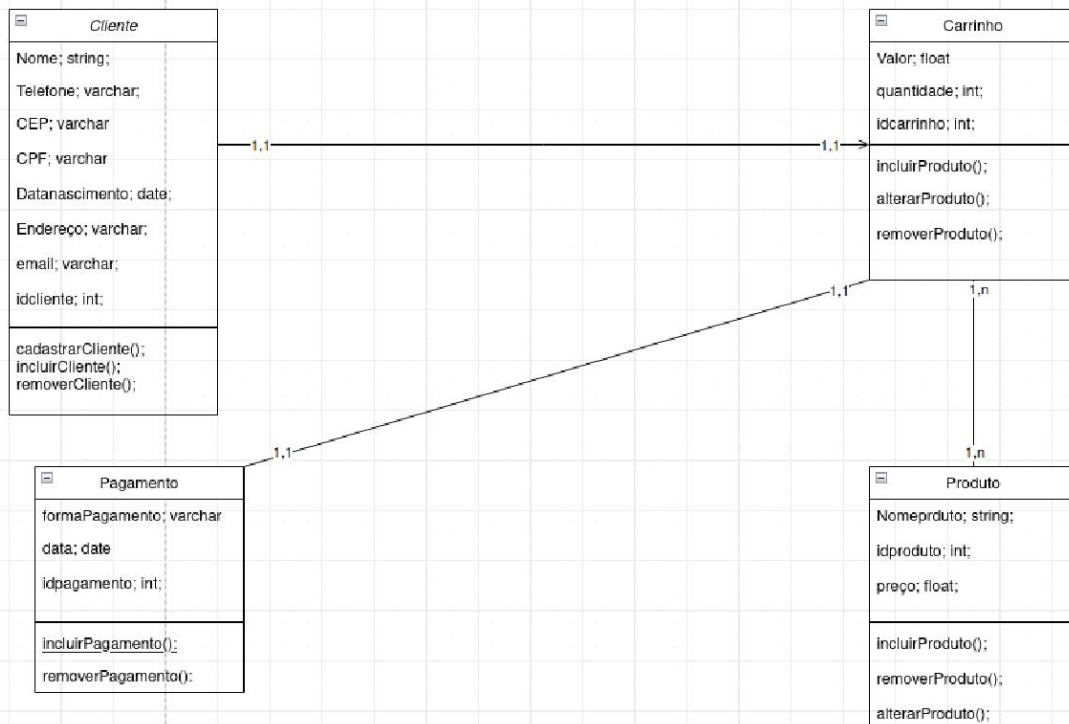 Cliente
Nome; string;
Telefone; varchar;
CEP; varchar
CPF; varchar
Datanascimento; date;
Endereço; varchar;
email; varchar;
idcliente; int;
cadastrarCliente();
incluirCliente();
removerCliente();
1,1
1,1
Carrinho
Valor; float
quantidade; int;
idcarrinho; int;
incluirProduto();
alterarProduto();
removerProduto();
1,1
1,n
1,1
1,n
Pagamento
formaPagamento; varchar
data; date
idpagamento; int;
incluirPagamento():
removerPagamento():
Produto
Nomeprduto; string;
idproduto; int;
preço; float;
incluirProduto();
removerProduto();
alterarProduto();